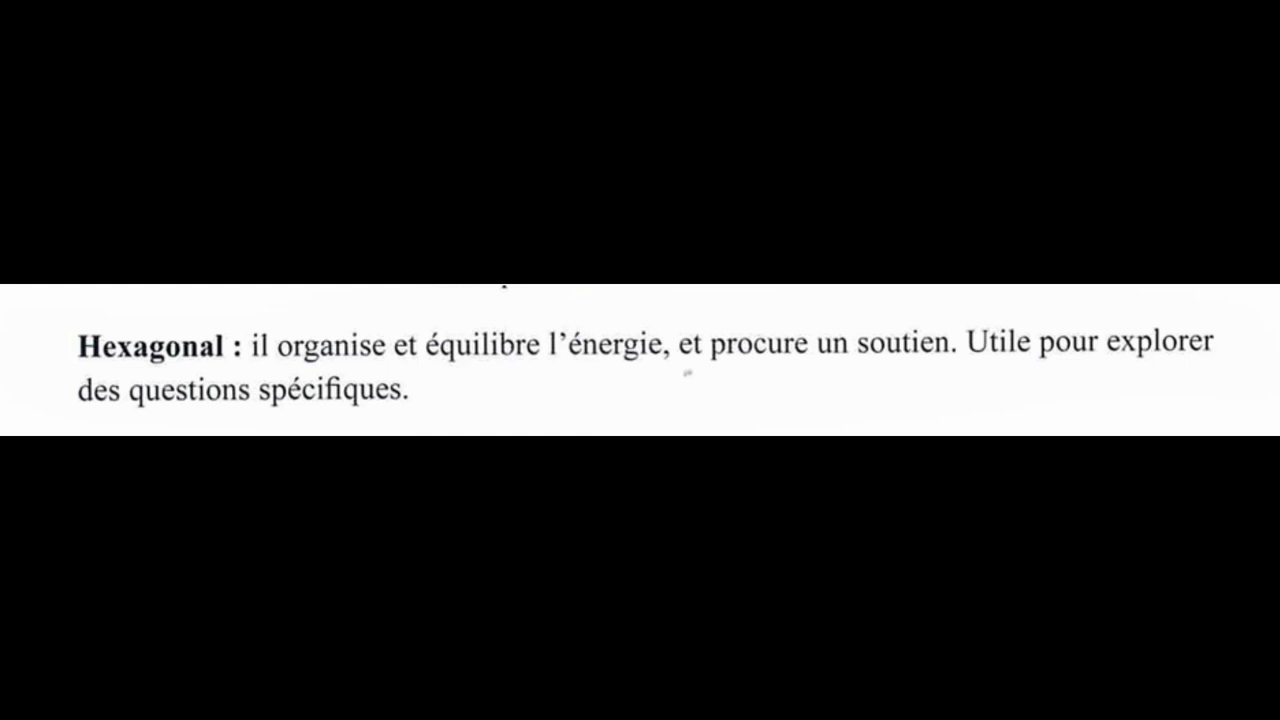 Hexagonal : il organise et équilibre l’énergie, et procure un soutien. Utile pour explorer
des questions spécifiques.